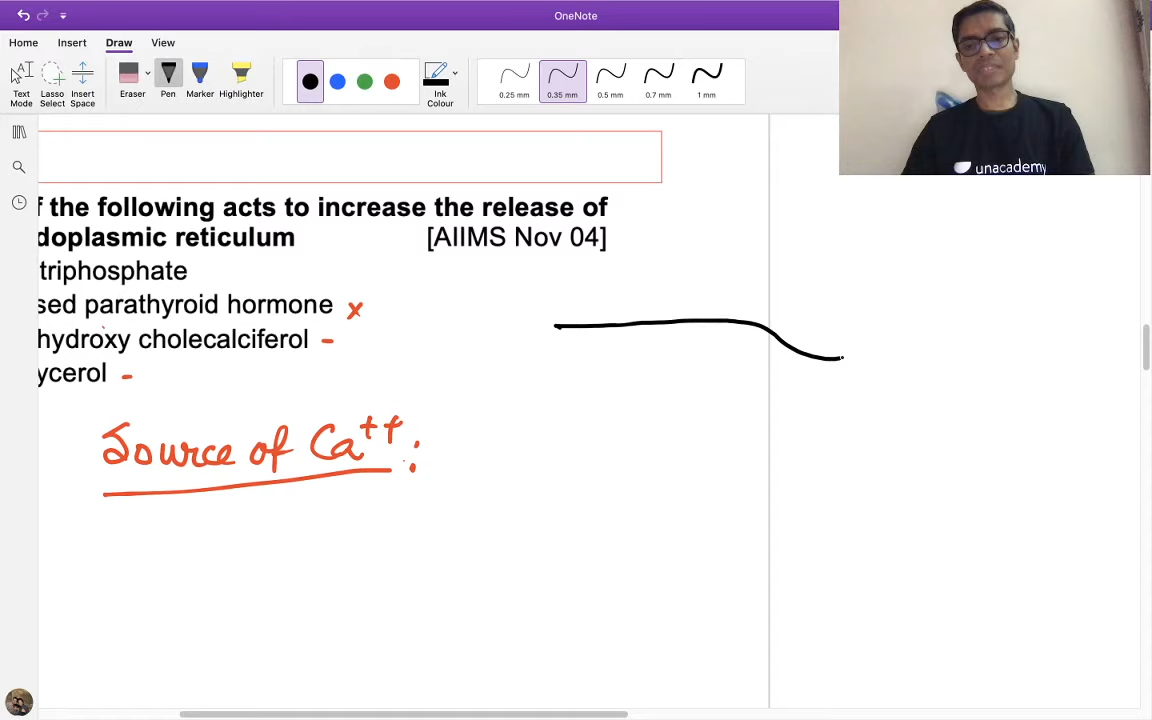 OneNote
Home Insert Draw View
Text Mode
Lasso Select
Insert Space
Eraser
Pen
Marker
Highlighter
Ink Colour
0.25 mm
0.35 mm
0.5 mm
0.7 mm
1 mm
unacademy
f the following acts to increase the release of
doplasmic reticulum [AIIMS Nov 04]
triphosphate
sed parathyroid hormone x
hydroxy cholecalciferol -
ycerol -
Source of Ca++ :